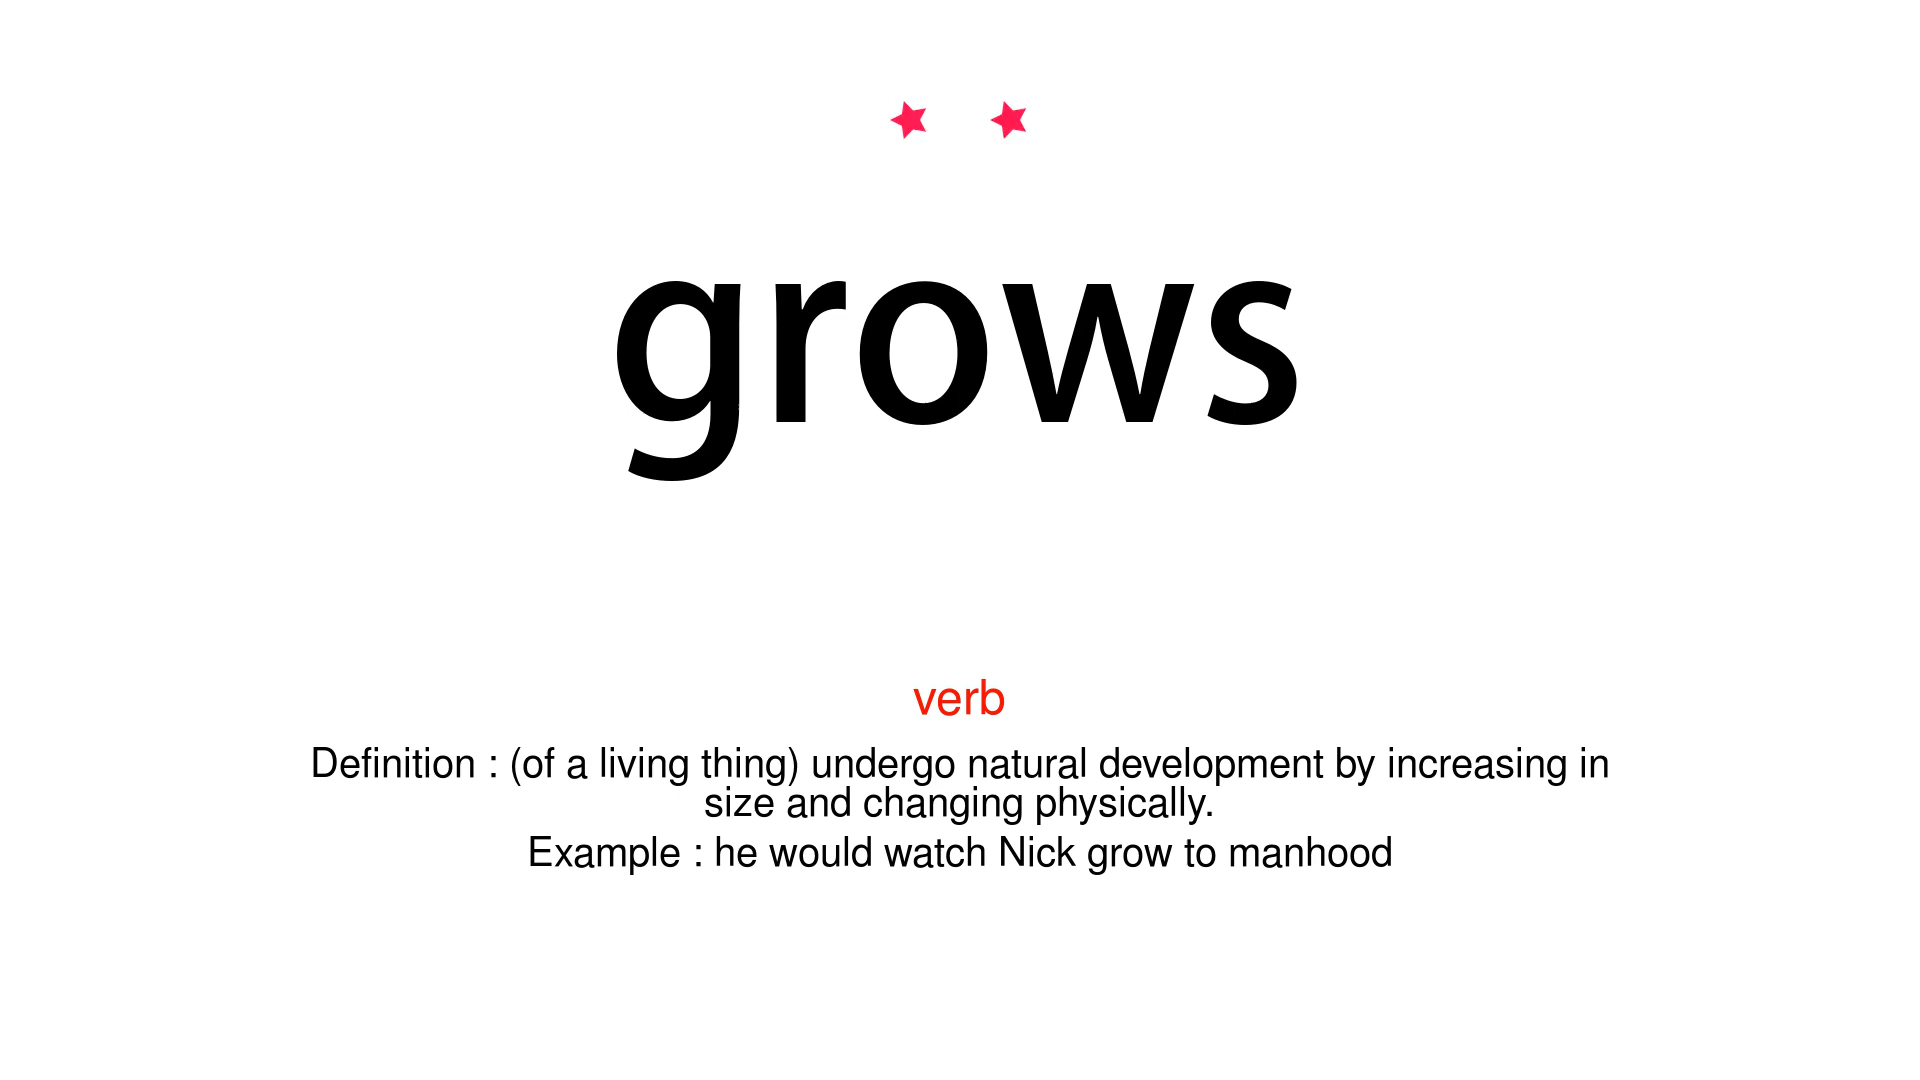 grows
verb
Definition : (of a living thing) undergo natural development by increasing in
size and changing physically.
Example : he would watch Nick grow to manhood